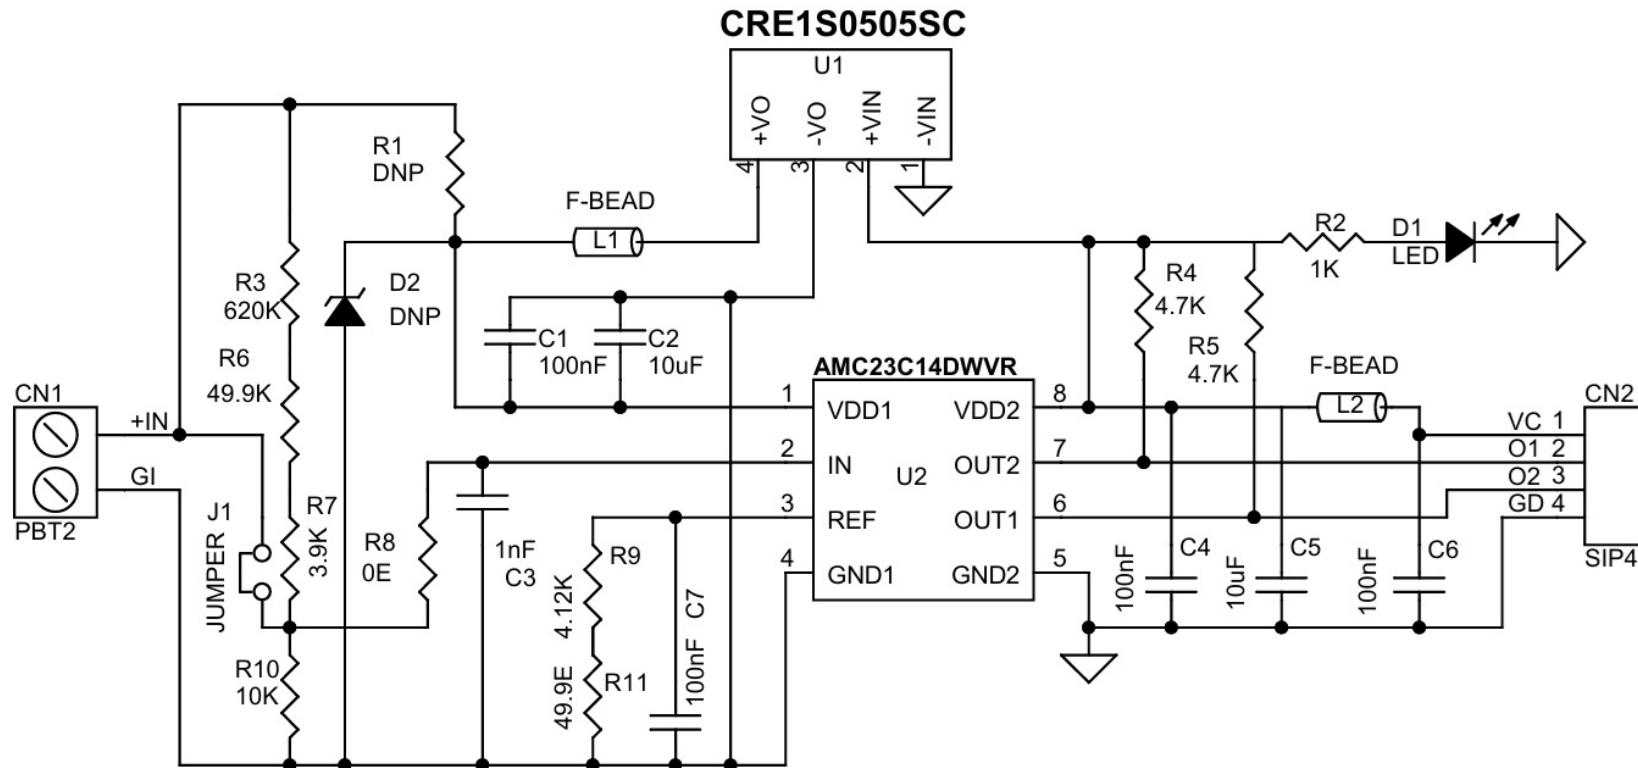 CRE1S0505SC
U1
+VO
-VO
+VIN
-VIN
4
3
2
1
R1
DNP
F-BEAD
L1
R2
1K
D1
LED
R3
620K
D2
DNP
R4
4.7K
C1
100nF
C2
10uF
R5
4.7K
R6
49.9K
AMC23C14DWVR
F-BEAD
L2
CN1
+IN
GI
PBT2
1
VDD1
VDD2
8
2
IN
OUT2
7
U2
3
REF
OUT1
6
4
GND1
GND2
5
CN2
VC 1
O1 2
O2 3
GD 4
SIP4
J1
JUMPER
R7
3.9K
R8
0E
1nF
C3
R9
4.12K
C7
100nF
C4
100nF
C5
10uF
C6
100nF
R10
10K
R11
49.9E